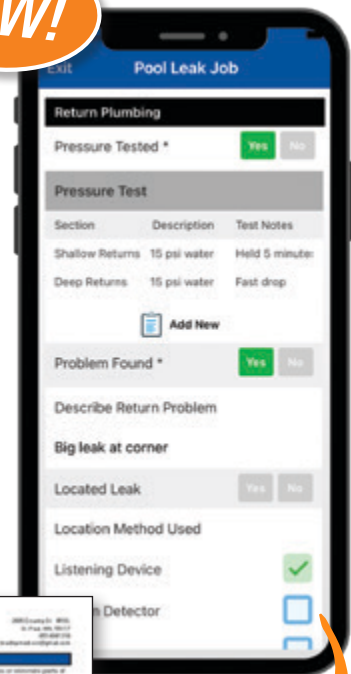 W!
Exit Pool Leak Job
Return Plumbing
Pressure Tested * Yes No
Pressure Test
Section Description Test Notes
Shallow Returns 15 psi water Held 5 minutes
Deep Returns 15 psi water Fast drop
Add New
Problem Found * Yes No
Describe Return Problem
Big leak at corner
Located Leak Yes No
Location Method Used
Listening Device
Detector